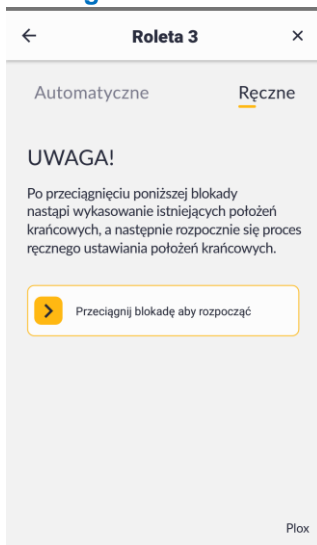 Roleta 3
Automatyczne
Ręczne
UWAGA!
Po przeciągnięciu poniższej blokady
nastąpi wykasowanie istniejących położeń
krańcowych, a następnie rozpocznie się proces
ręcznego ustawiania położeń krańcowych.
Przeciągnij blokadę aby rozpocząć
Plox